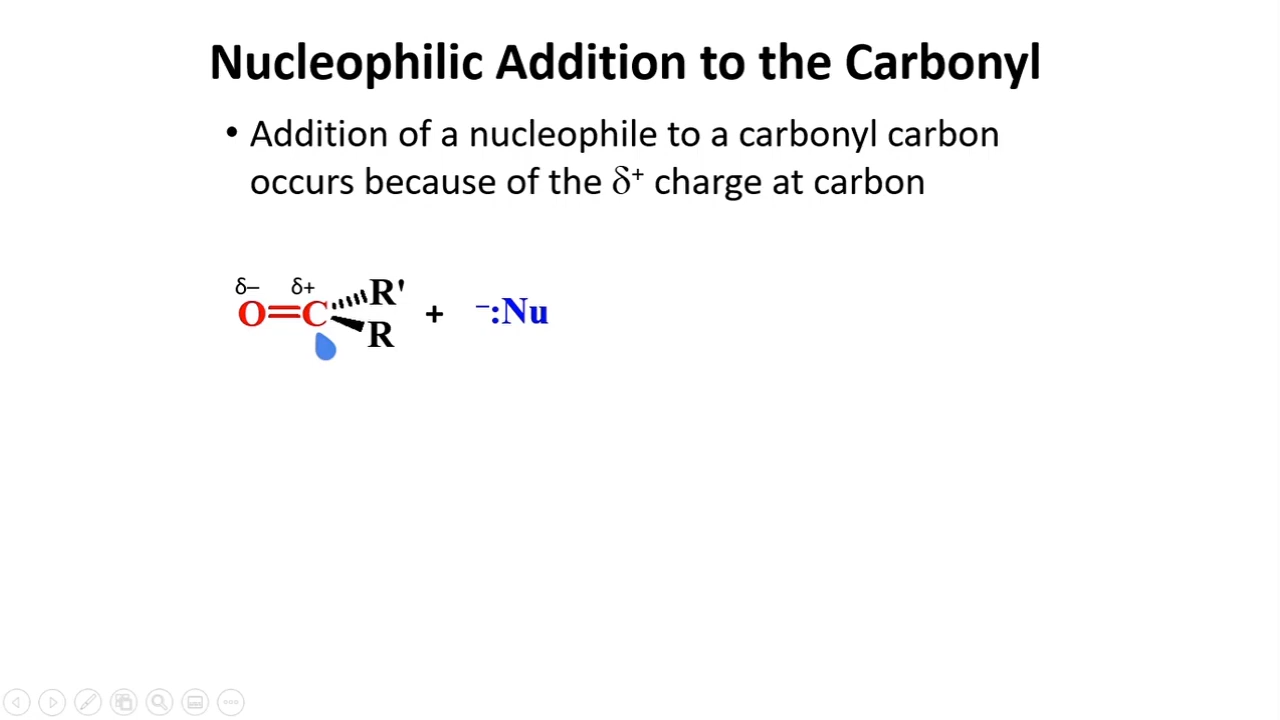 Nucleophilic Addition to the Carbonyl
• Addition of a nucleophile to a carbonyl carbon
occurs because of the δ⁺ charge at carbon
δ– δ+
O=C R' R + ⁻:Nu